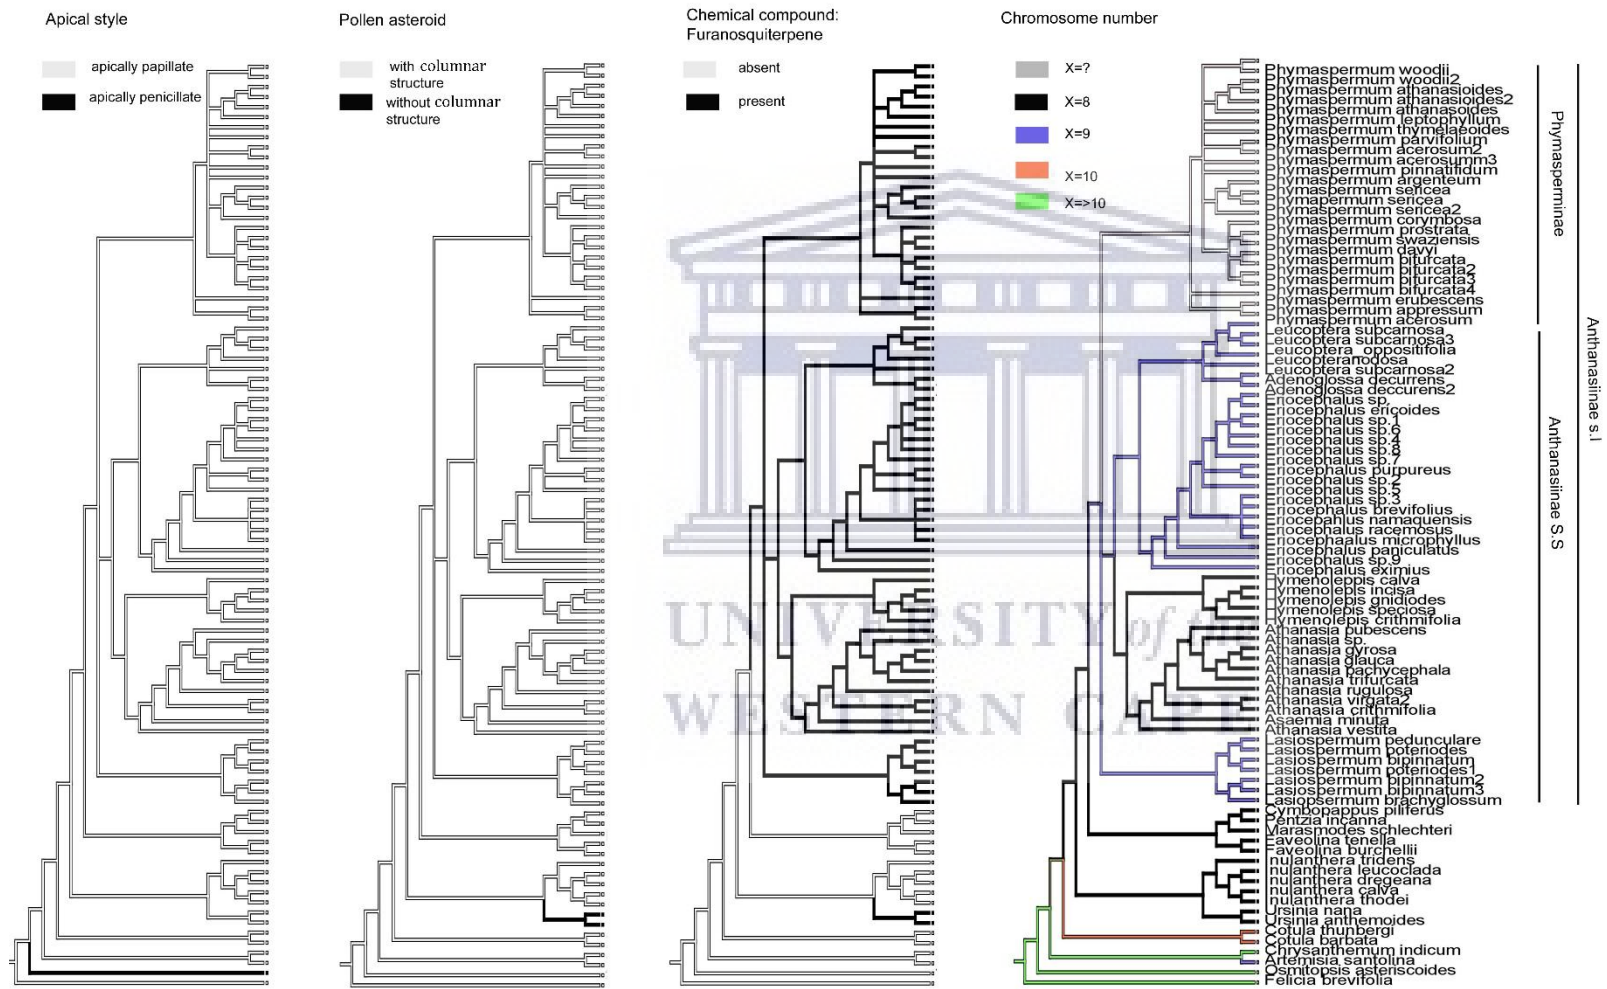 Apical style
apically papillate
apically penicillate
Pollen asteroid
with columnar
structure
without columnar
structure
Chemical compound:
Furanosquiterpene
absent
present
Chromosome number
X=?
X=8
X=9
X=10
X=>10
Phymaspermum woodii
Phymaspermum woodii2
Phymaspermum athanasioides
Phymaspermum athanasioides2
Phymaspermum athanasoides
Phymaspermum leptophyllum
Phymaspermum thymelaeoides
Phymaspermum parvifolium
Phymaspermum acerosum2
Phymaspermum acerosumm3
Phymaspermum pinnatifidum
Phymaspermum argenteum
Phymaspermum sericea
Phymapermum sericea
Phymaspermum sericea2
Phymaspermum corymbosa
Phymaspermum prostrata
Phymaspermum swaziensis
Phymaspermum davyi
Phymaspermum bifurcata
Phymaspermum bifurcata2
Phymaspermum bifurcata3
Phymaspermum bifurcata4
Phymaspermum erubescens
Phymaspermum appressum
Phymaspermum acerosum
Leucoptera subcarnosa
Leucoptera subcarnosa3
Leucoptera oppositifolia
Leucopteranodosa
Leucoptera subcarnosa2
Adenoglossa decurrens
Adenoglossa deccurens2
Eriocephalus sp.
Eriocephalus ericoides
Eriocephalus sp.1
Eriocephalus sp.6
Eriocephalus sp.4
Eriocephalus sp.8
Eriocephalus sp.7
Eriocephalus purpureus
Eriocephalus sp.2
Eriocephalus sp.5
Eriocephalus sp.3
Eriocephalus brevifolius
Eriocepahlus namaquensis
Eriocephalus racemosus
Eriocephaalus microphyllus
Eriocephalus paniculatus
Eriocephalus sp.9
Eriocephalus eximius
Hymenoleppis calva
Hymenolepis incisa
Hymenolepis gnidiodes
Hymenolepis speciosa
Hymenolepis crithmifolia
Athanasia pubescens
Athanasia sp.
Athanasia gyrosa
Athanasia glauca
Athanasia pachycephala
Athanasia trifurcata
Athanasia rugulosa
Athanasia virgata2
Athanasia crithmifolia
Asaemia minuta
Athanasia vestita
Lasiospermum pedunculare
Lasiospermum poteriodes
Lasiospermum bipinnatum
Lasiospermum poteriodes1
Lasiospermum bipinnatum2
Lasiospermum bipinnatum3
Lasiopsermum brachyglossum
Cymbopappus piliferus
Pentzia incanna
Marasmodes schlechteri
Faveolina tenella
Faveolina burchellii
Inulanthera tridens
Inulanthera leucoclada
Inulanthera dregeana
Inulanthera calva
Inulanthera thodei
Ursinia nana
Ursinia anthemoides
Cotula thunbergi
Cotula barbata
Chrysanthemum indicum
Artemisia santolina
Osmitopsis asteriscoides
Felicia brevifolia
Phymasperminae
Anthanasiinae S.S
Anthanasiinae s.l
UNIVERSITY of the
WESTERN CAPE